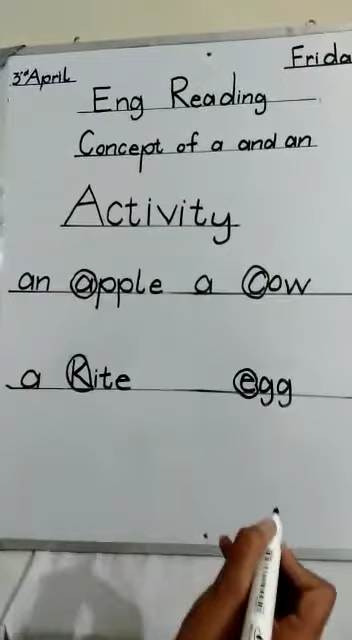 3rd April
Frida
Eng Reading
Concept of a and an
Activity
an apple a Cow
a Kite egg